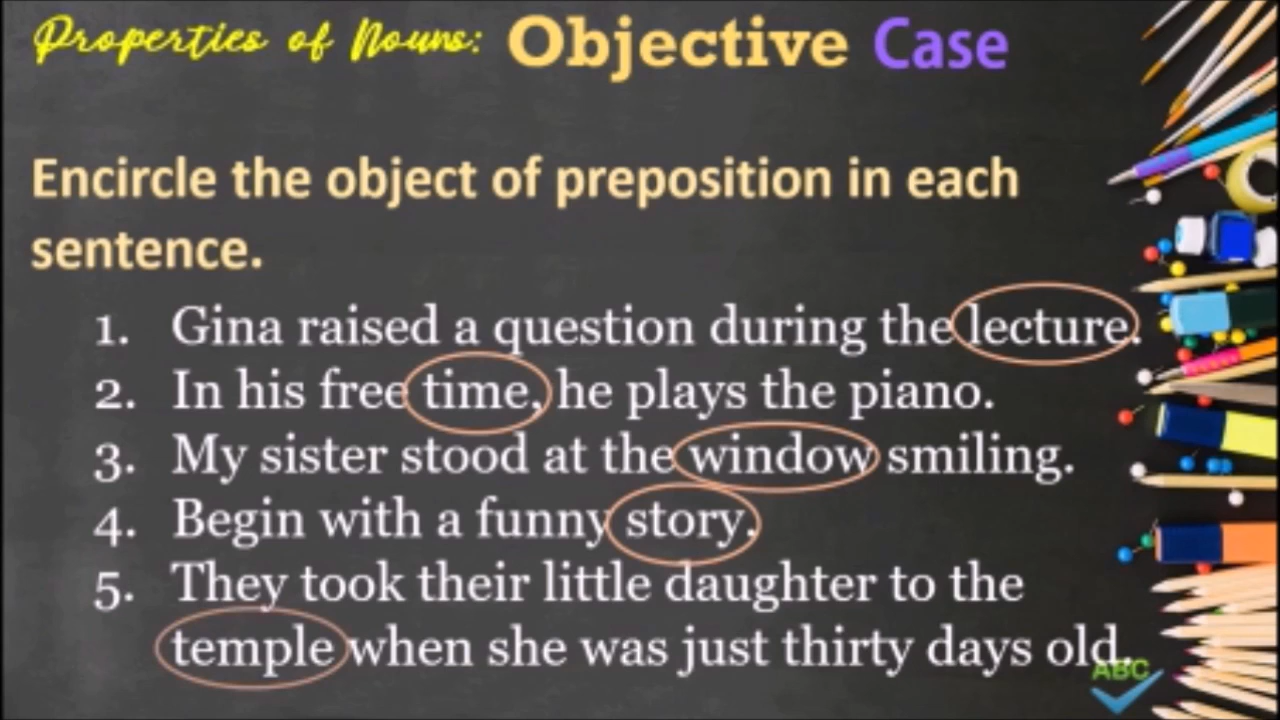 Properties of Nouns: Objective Case
Encircle the object of preposition in each
sentence.
1. Gina raised a question during the lecture.
2. In his free time, he plays the piano.
3. My sister stood at the window smiling.
4. Begin with a funny story.
5. They took their little daughter to the
temple when she was just thirty days old.
ABC